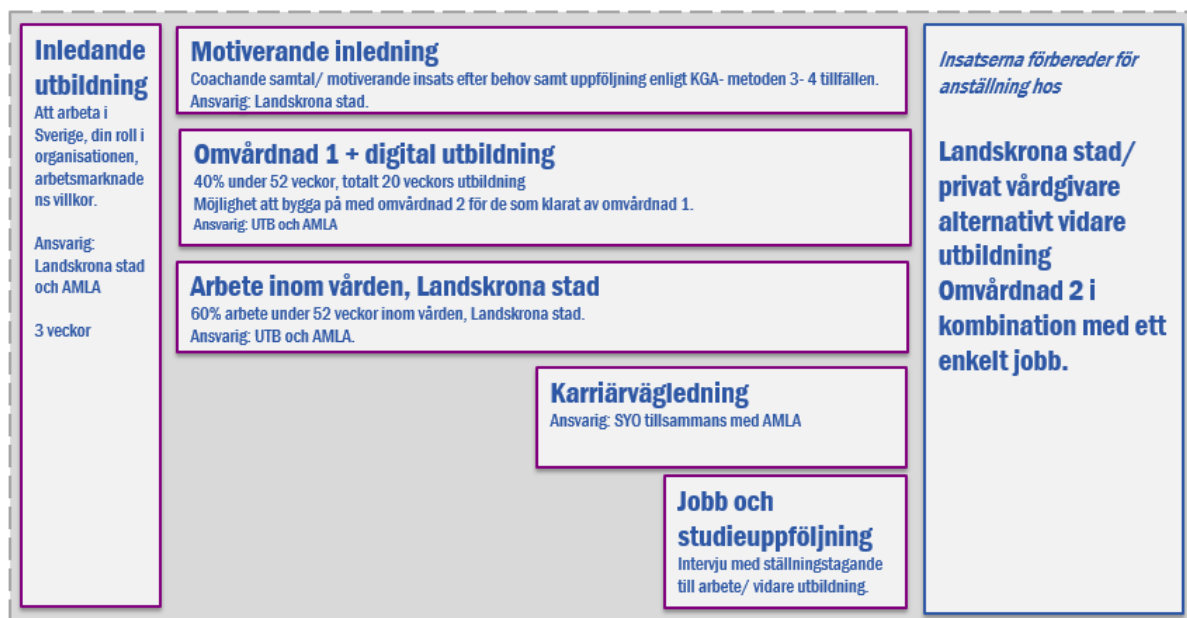 Inledande
utbildning
Att arbeta i
Sverige, din roll i
organisationen,
arbetsmarknade
ns villkor.
Ansvarig:
Landskrona stad
och AMLA
3 veckor
Motiverande inledning
Coachande samtal/ motiverande insats efter behov samt uppföljning enligt KGA- metoden 3- 4 tillfällen.
Ansvarig: Landskrona stad.
Omvårdnad 1 + digital utbildning
40% under 52 veckor, totalt 20 veckors utbildning
Möjlighet att bygga på med omvårdnad 2 för de som klarat av omvårdnad 1.
Ansvarig: UTB och AMLA
Arbete inom vården, Landskrona stad
60% arbete under 52 veckor inom vården, Landskrona stad.
Ansvarig: UTB och AMLA.
Karriärvägledning
Ansvarig: SYO tillsammans med AMLA
Jobb och
studieuppföljning
Intervju med ställningstagande
till arbete/ vidare utbildning.
Insatserna förbereder för
anställning hos
Landskrona stad/
privat vårdgivare
alternativt vidare
utbildning
Omvårdnad 2 i
kombination med ett
enkelt jobb.